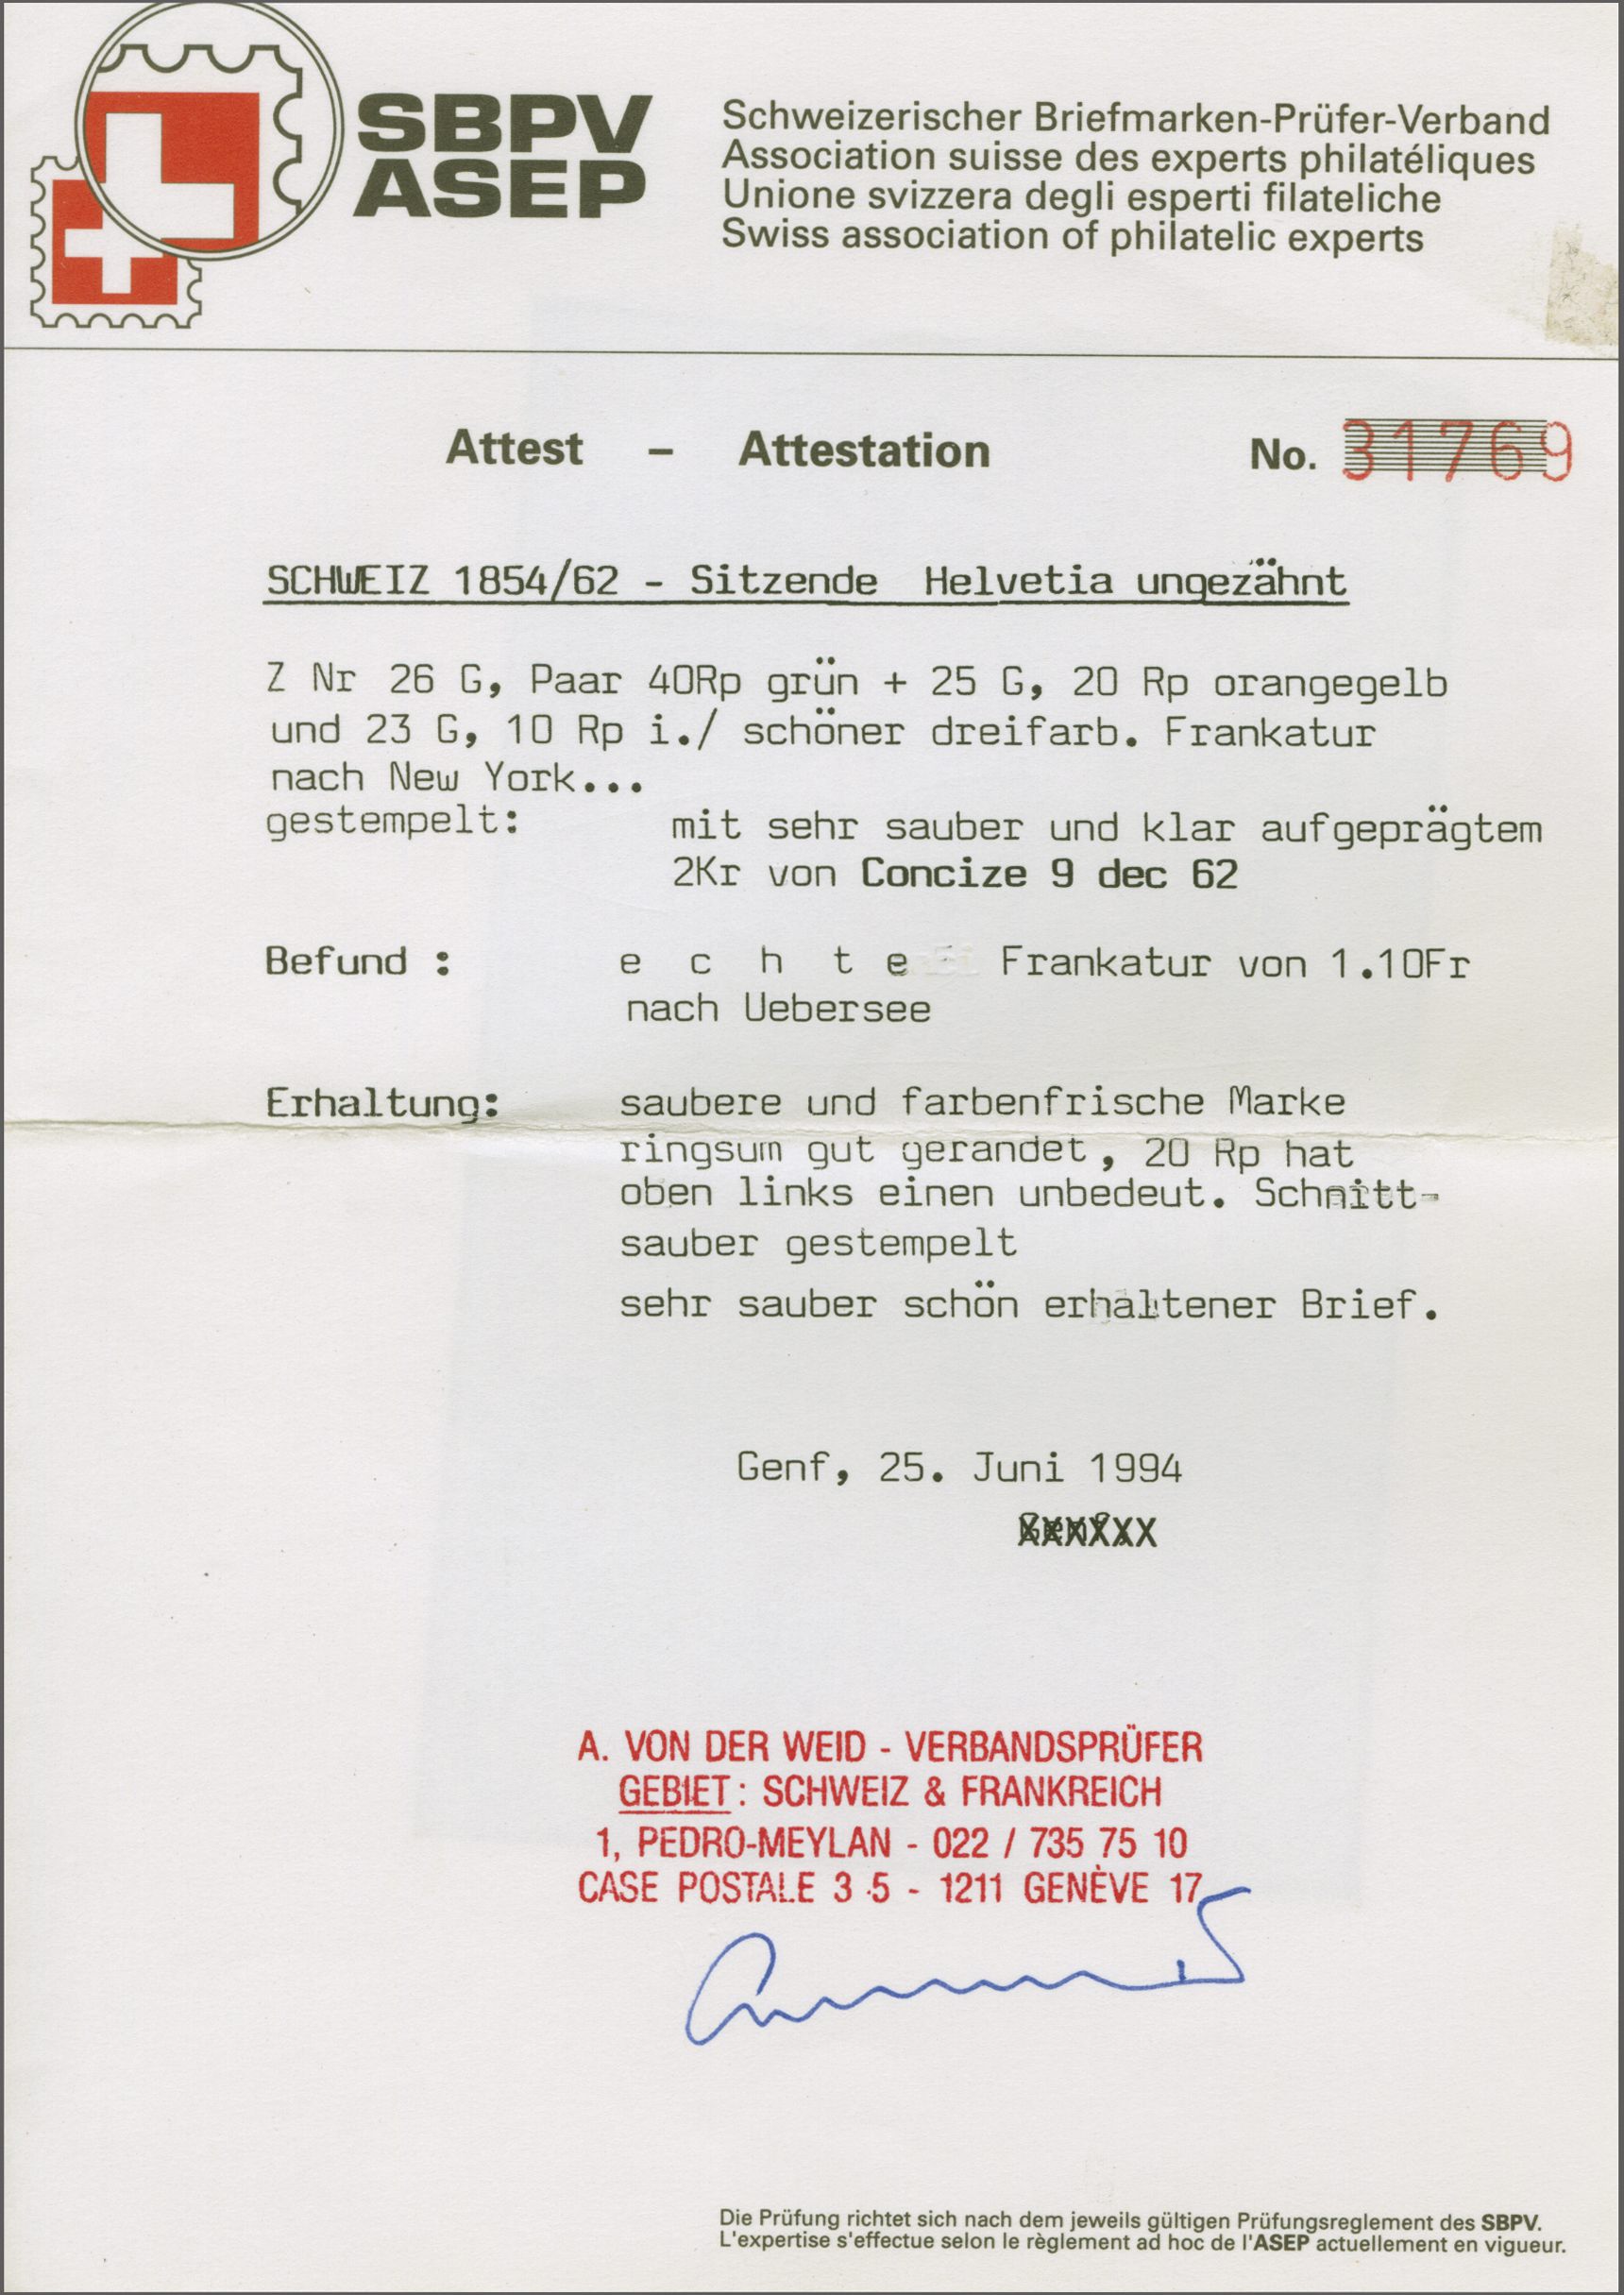 SBPV
ASEP
Schweizerischer Briefmarken-Prüfer-Verband
Association suisse des experts philatéliques
Unione svizzera degli esperti filateliche
Swiss association of philatelic experts
Attest – Attestation No. 31769
SCHWEIZ 1854/62 - Sitzende Helvetia ungezähnt
Z Nr 26 G, Paar 40Rp grün + 25 G, 20 Rp orangegelb
und 23 G, 10 Rp i./ schöner dreifarb. Frankatur
nach New York...
gestempelt: mit sehr sauber und klar aufgeprägtem
2Kr von Concize 9 dec 62
Befund : e c h t e Frankatur von 1.10Fr
nach Uebersee
Erhaltung: saubere und farbenfrische Marke
ringsum gut gerandet, 20 Rp hat
oben links einen unbedeut. Schnitt-
sauber gestempelt
sehr sauber schön erhaltener Brief.
Genf, 25. Juni 1994
A. VON DER WEID - VERBANDSPRÜFER
GEBIET: SCHWEIZ & FRANKREICH
1, PEDRO-MEYLAN - 022 / 735 75 10
CASE POSTALE 3 5 - 1211 GENÈVE 17
Die Prüfung richtet sich nach dem jeweils gültigen Prüfungsreglement des SBPV.
L'expertise s'effectue selon le règlement ad hoc de l'ASEP actuellement en vigueur.